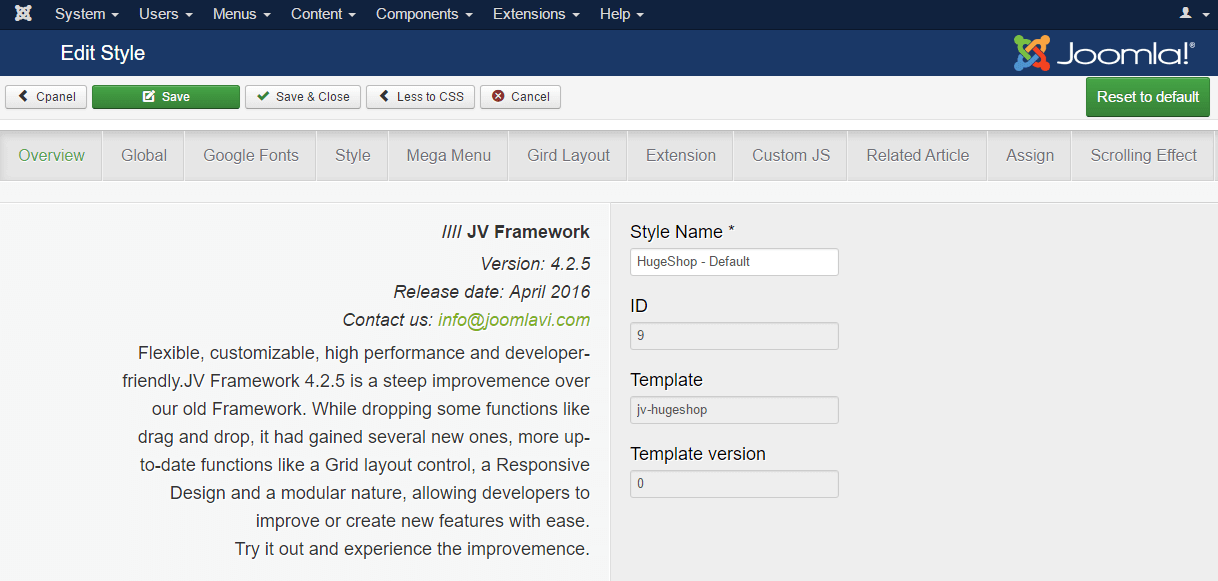 System Users Menus Content Components Extensions Help
Edit Style
Joomla!®
Cpanel Save Save & Close Less to CSS Cancel Reset to default
Overview Global Google Fonts Style Mega Menu Gird Layout Extension Custom JS Related Article Assign Scrolling Effect
//// JV Framework
Version: 4.2.5
Release date: April 2016
Contact us: info@joomlavi.com
Flexible, customizable, high performance and developer-
friendly.JV Framework 4.2.5 is a steep improvemence over
our old Framework. While dropping some functions like
drag and drop, it had gained several new ones, more up-
to-date functions like a Grid layout control, a Responsive
Design and a modular nature, allowing developers to
improve or create new features with ease.
Try it out and experience the improvemence.
Style Name *
HugeShop - Default
ID
9
Template
jv-hugeshop
Template version
0